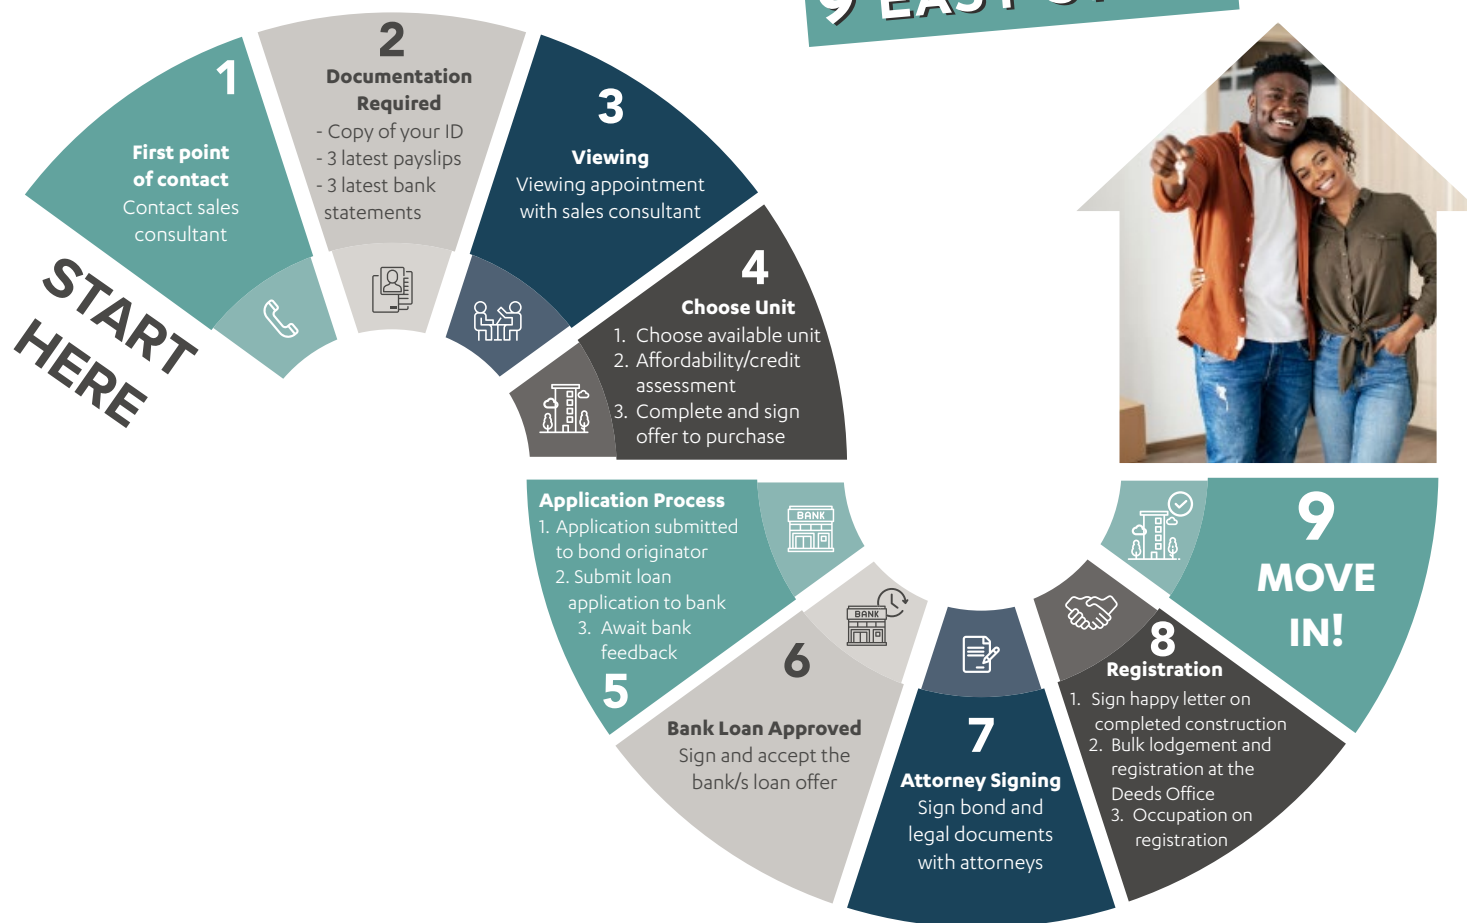 9 EASY
1
First point
of contact
Contact sales
consultant
2
Documentation
Required
- Copy of your ID
- 3 latest payslips
- 3 latest bank
statements
3
Viewing
Viewing appointment
with sales consultant
4
Choose Unit
1. Choose available unit
2. Affordability/credit
assessment
3. Complete and sign
offer to purchase
START
HERE
Application Process
1. Application submitted
to bond originator
2. Submit loan
application to bank
3. Await bank
feedback
5
BANK
BANK
6
Bank Loan Approved
Sign and accept the
bank/s loan offer
7
Attorney Signing
Sign bond and
legal documents
with attorneys
8
Registration
1. Sign happy letter on
completed construction
2. Bulk lodgement and
registration at the
Deeds Office
3. Occupation on
registration
9
MOVE
IN!